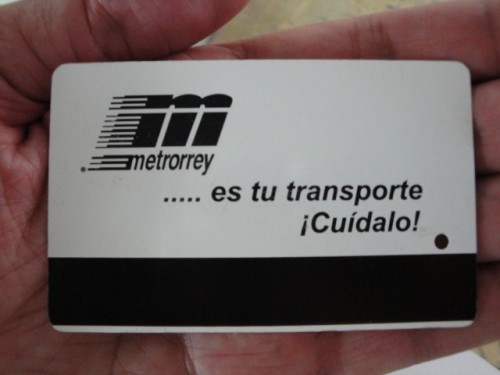 m
metrorrey
..... es tu transporte
¡Cuídalo!